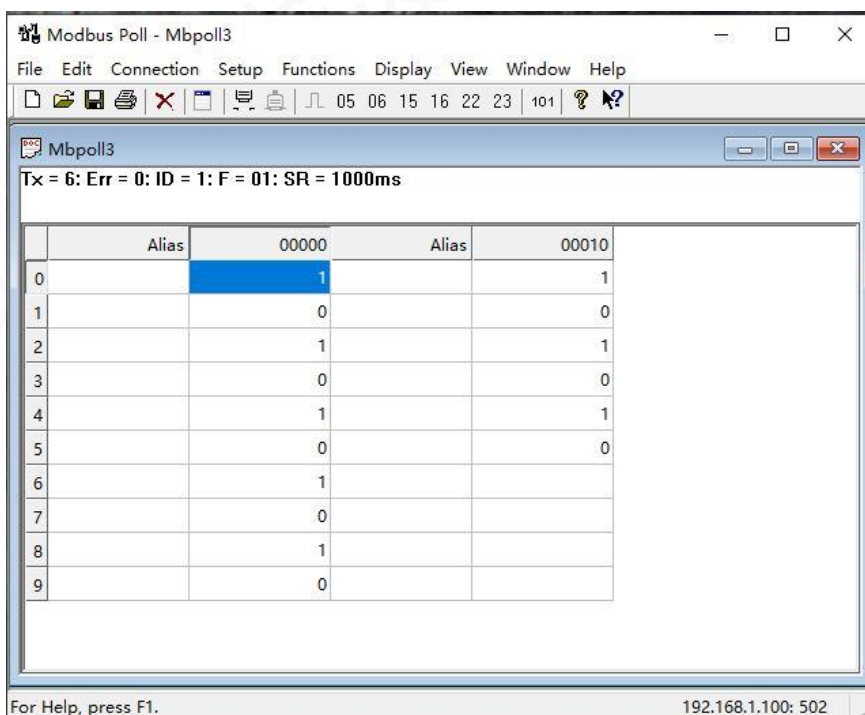 Modbus Poll - Mbpoll3
File Edit Connection Setup Functions Display View Window Help
05 06 15 16 22 23 101
Mbpoll3
Tx = 6: Err = 0: ID = 1: F = 01: SR = 1000ms
Alias 00000 Alias 00010
0 1 1
1 0 0
2 1 1
3 0 0
4 1 1
5 0 0
6 1
7 0
8 1
9 0
For Help, press F1. 192.168.1.100: 502